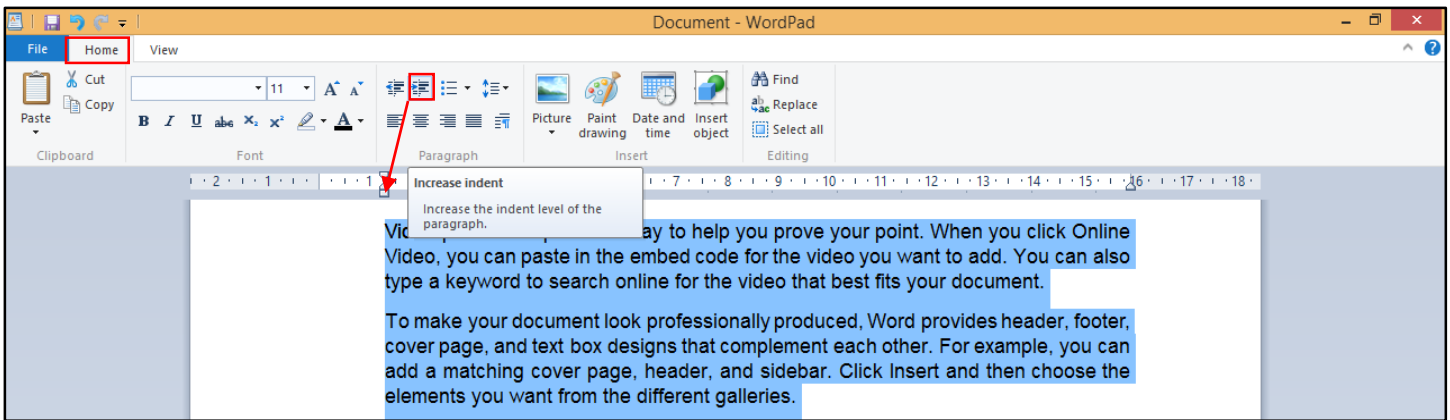 Document - WordPad
File Home View
Cut
Copy
Paste
Clipboard
11 A A
B I U abc X₂ X² A
Font
Paragraph
Picture Paint drawing Date and time Insert object
Insert
Find
Replace
Select all
Editing
2 1 1 7 8 9 10 11 12 13 14 15 16 17 18
Increase indent
Increase the indent level of the
paragraph.
ay to help you prove your point. When you click Online
Video, you can paste in the embed code for the video you want to add. You can also
type a keyword to search online for the video that best fits your document.
To make your document look professionally produced, Word provides header, footer,
cover page, and text box designs that complement each other. For example, you can
add a matching cover page, header, and sidebar. Click Insert and then choose the
elements you want from the different galleries.